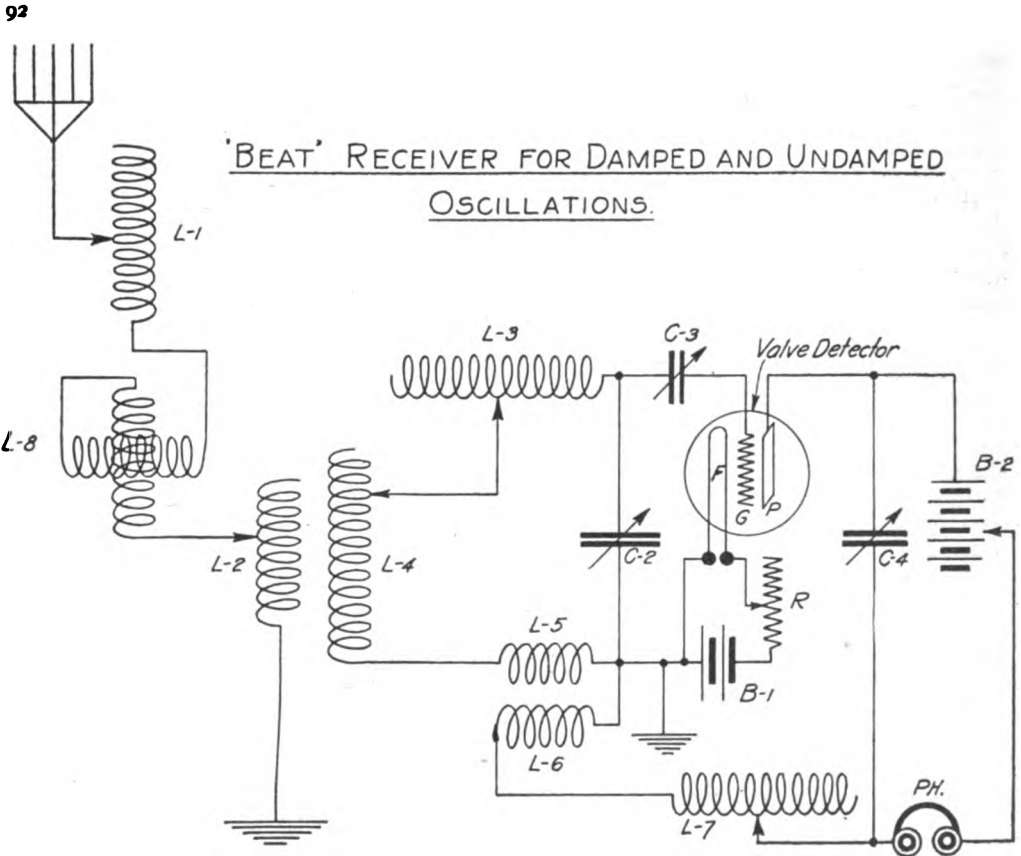 92
'BEAT' RECEIVER FOR DAMPED AND UNDAMPED
OSCILLATIONS.
L-1
L-3
C-3
Valve Detector
L-8
F
G
P
B-2
L-2
L-4
C-2
C-4
R
L-5
B-1
L-6
L-7
PH.